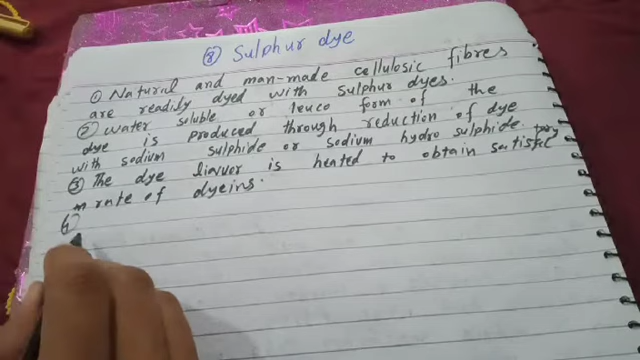 ⑧ Sulphur dye
① Natural and man-made cellulosic fibres
are readily dyed with Sulphur dyes.
② Water soluble or leuco form of the
dye is produced through reduction of dye
with sodium sulphide or sodium hydro sulphide.
③ The dye liquor is heated to obtain satisfactory
rate of dyeins.
④